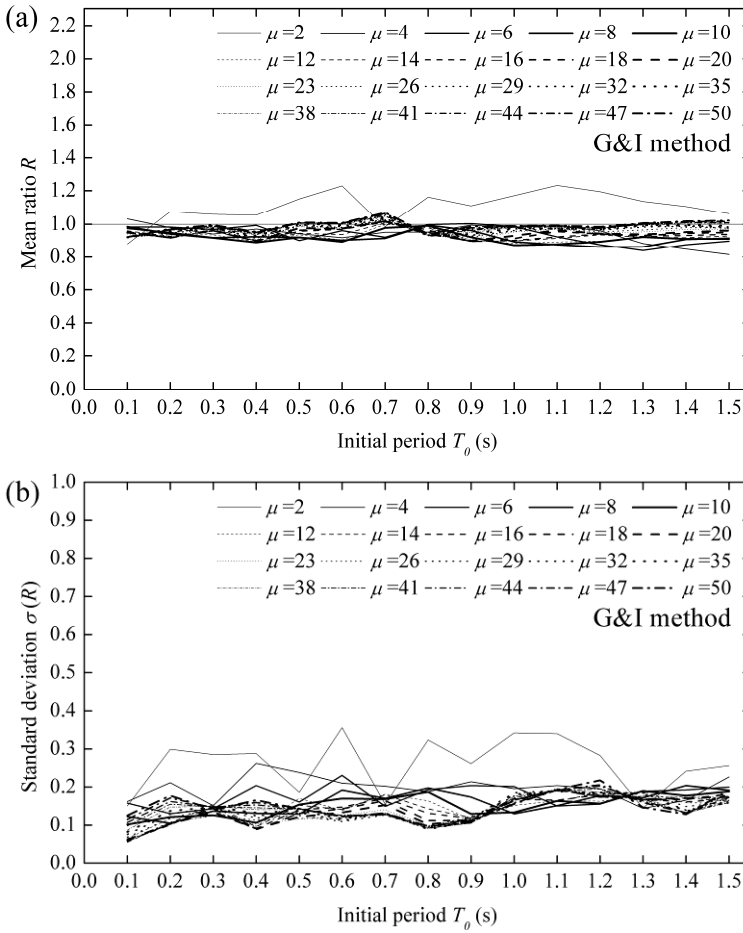 (a)
2.2
2.0
1.8
1.6
1.4
1.2
1.0
0.8
0.6
0.4
0.2
0.0
Mean ratio R
μ=2 μ=4 μ=6 μ=8 μ=10
μ=12 μ=14 μ=16 μ=18 μ=20
μ=23 μ=26 μ=29 μ=32 μ=35
μ=38 μ=41 μ=44 μ=47 μ=50
G&I method
0.0 0.1 0.2 0.3 0.4 0.5 0.6 0.7 0.8 0.9 1.0 1.1 1.2 1.3 1.4 1.5
Initial period T0 (s)
(b)
1.0
0.9
0.8
0.7
0.6
0.5
0.4
0.3
0.2
0.1
0.0
Standard deviation σ(R)
μ=2 μ=4 μ=6 μ=8 μ=10
μ=12 μ=14 μ=16 μ=18 μ=20
μ=23 μ=26 μ=29 μ=32 μ=35
μ=38 μ=41 μ=44 μ=47 μ=50
G&I method
0.0 0.1 0.2 0.3 0.4 0.5 0.6 0.7 0.8 0.9 1.0 1.1 1.2 1.3 1.4 1.5
Initial period T0 (s)